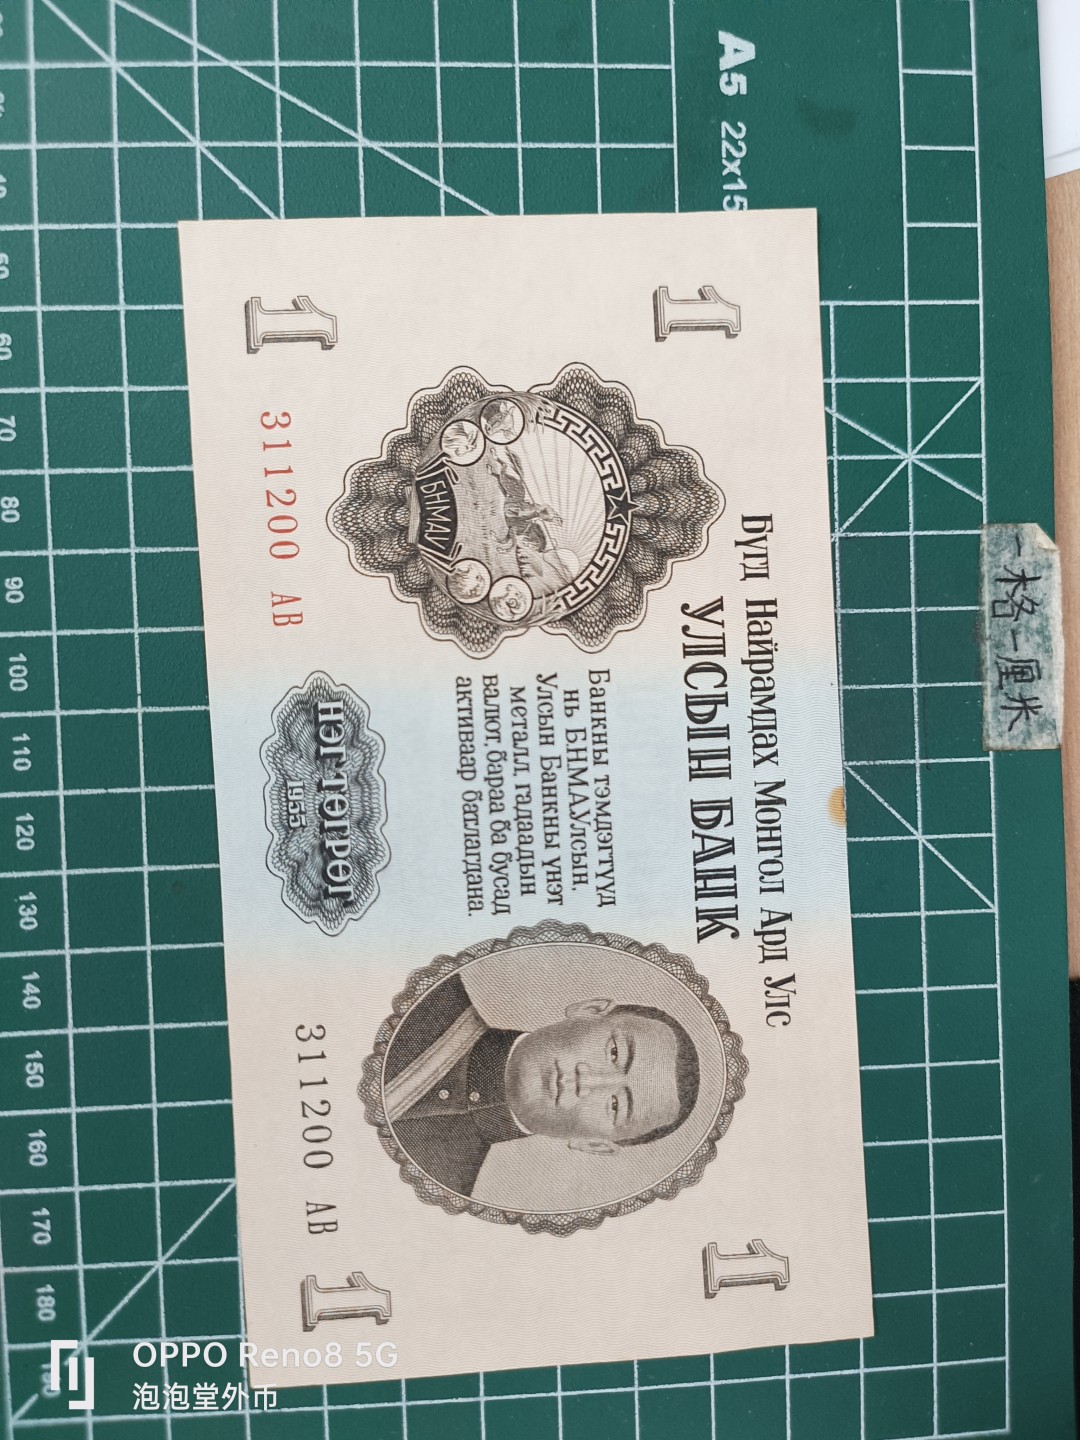 A5 22x15
Бүгд Найрамдах Монгол Ард Улс
УЛСЫН БАНК
1
1
БНМАУ
Банкны тэмдэгтүүд
нь БНМАУлсын,
Улсын Банкны үнэт
металл, гадаадын
валют, бараа ба бусад
активаар батлагдана.
НЭГ ТӨГРӨГ
1955
311200 АВ
311200 АВ
1
1
一格一厘米
60
70
80
90
100
110
120
130
140
150
160
170
180
OPPO Reno8 5G
泡泡堂外币